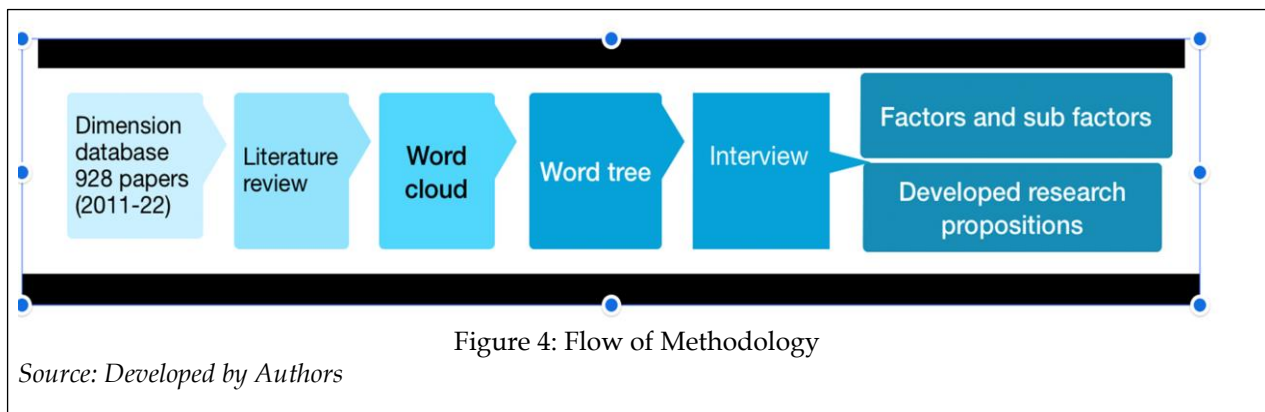 Dimension
database
928 papers
(2011-22)
Literature
review
Word
cloud
Word tree
Interview
Factors and sub factors
Developed research
propositions
Figure 4: Flow of Methodology
Source: Developed by Authors